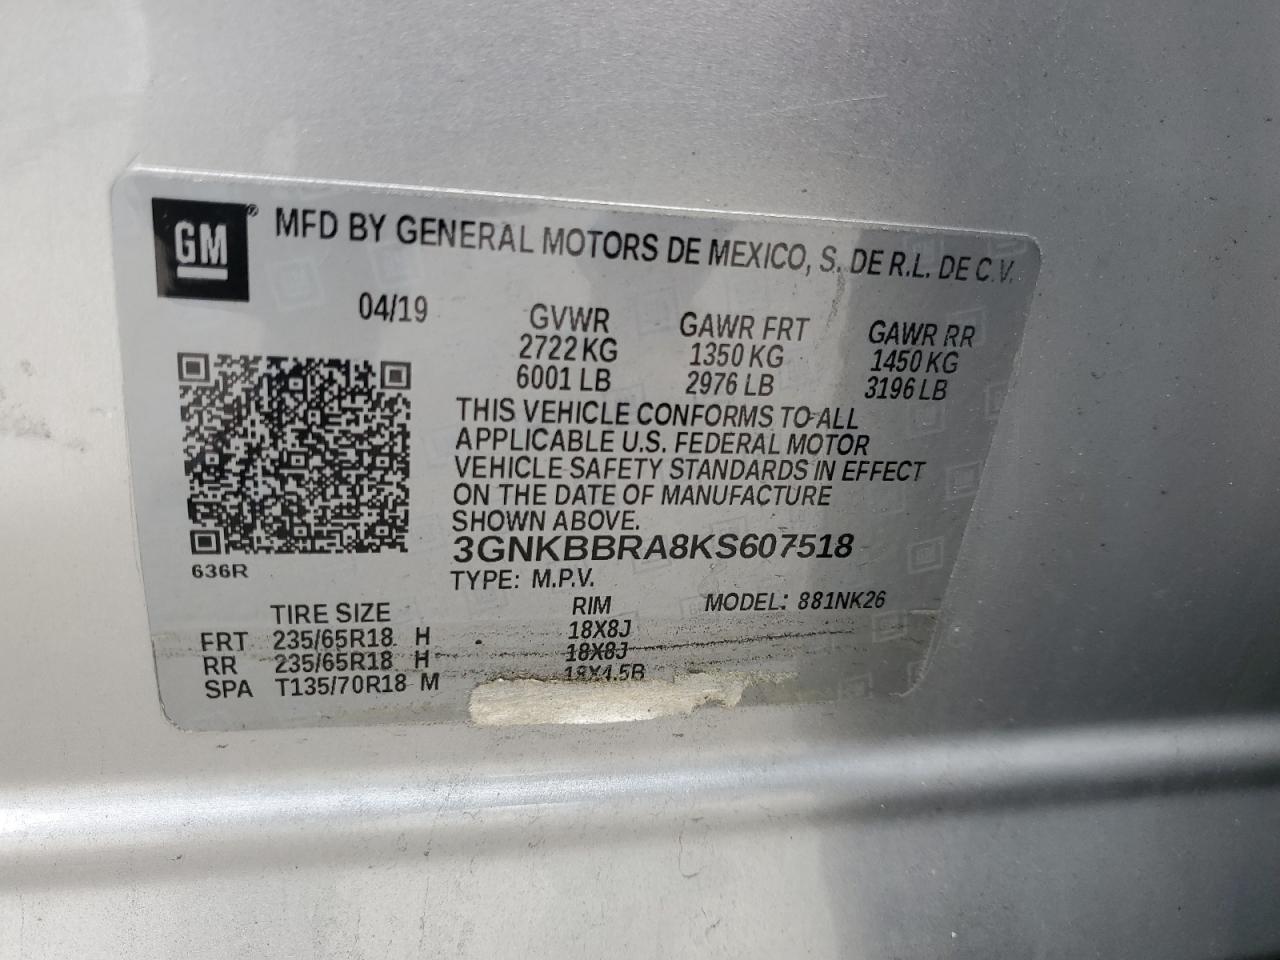 GM ® MFD BY GENERAL MOTORS DE MEXICO, S. DE R.L. DE C.V.
04/19
GVWR GAWR FRT GAWR RR
2722 KG 1350 KG 1450 KG
6001 LB 2976 LB 3196 LB
THIS VEHICLE CONFORMS TO ALL
APPLICABLE U.S. FEDERAL MOTOR
VEHICLE SAFETY STANDARDS IN EFFECT
ON THE DATE OF MANUFACTURE
SHOWN ABOVE.
3GNKBBRA8KS607518
636R
TYPE: M.P.V.
MODEL: 881NK26
TIRE SIZE RIM
FRT 235/65R18 H 18X8J
RR 235/65R18 H 18X8J
SPA T135/70R18 M 18X4.5B